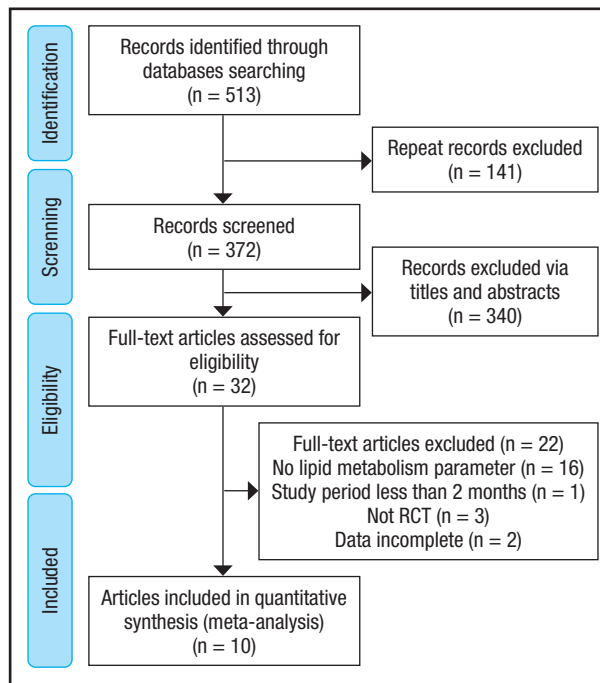 Identification
Records identified through
databases searching
(n = 513)
Repeat records excluded
(n = 141)
Screnning
Records screened
(n = 372)
Records excluded via
titles and abstracts
(n = 340)
Eligibility
Full-text articles assessed for
eligibility
(n = 32)
Full-text articles excluded (n = 22)
No lipid metabolism parameter (n = 16)
Study period less than 2 months (n = 1)
Not RCT (n = 3)
Data incomplete (n = 2)
Included
Articles included in quantitative
synthesis (meta-analysis)
(n = 10)